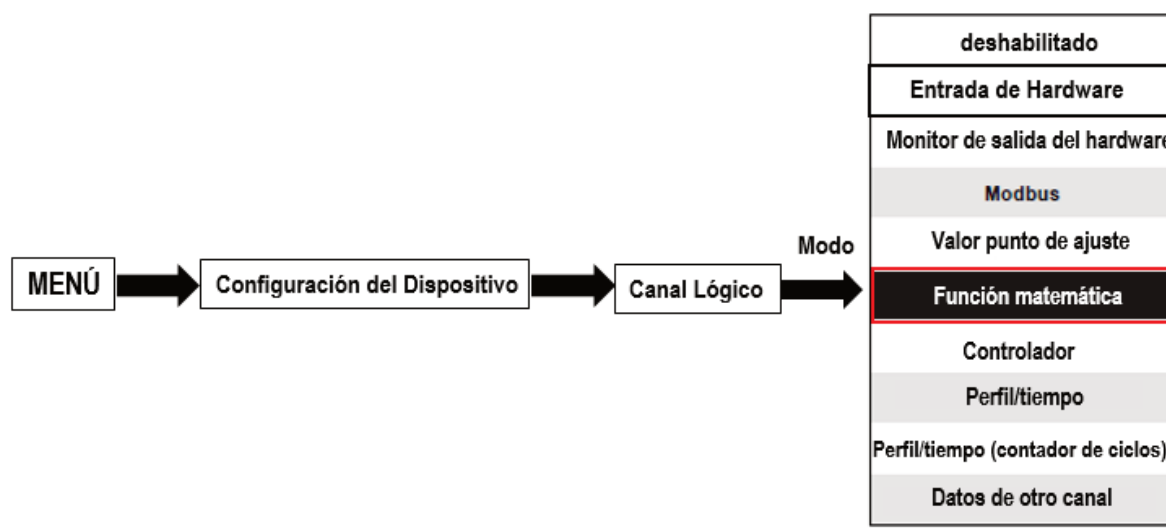 deshabilitado
Entrada de Hardware
Monitor de salida del hardware
Modbus
Modo
Valor punto de ajuste
MENÚ
Configuración del Dispositivo
Canal Lógico
Función matemática
Controlador
Perfil/tiempo
Perfil/tiempo (contador de ciclos)
Datos de otro canal